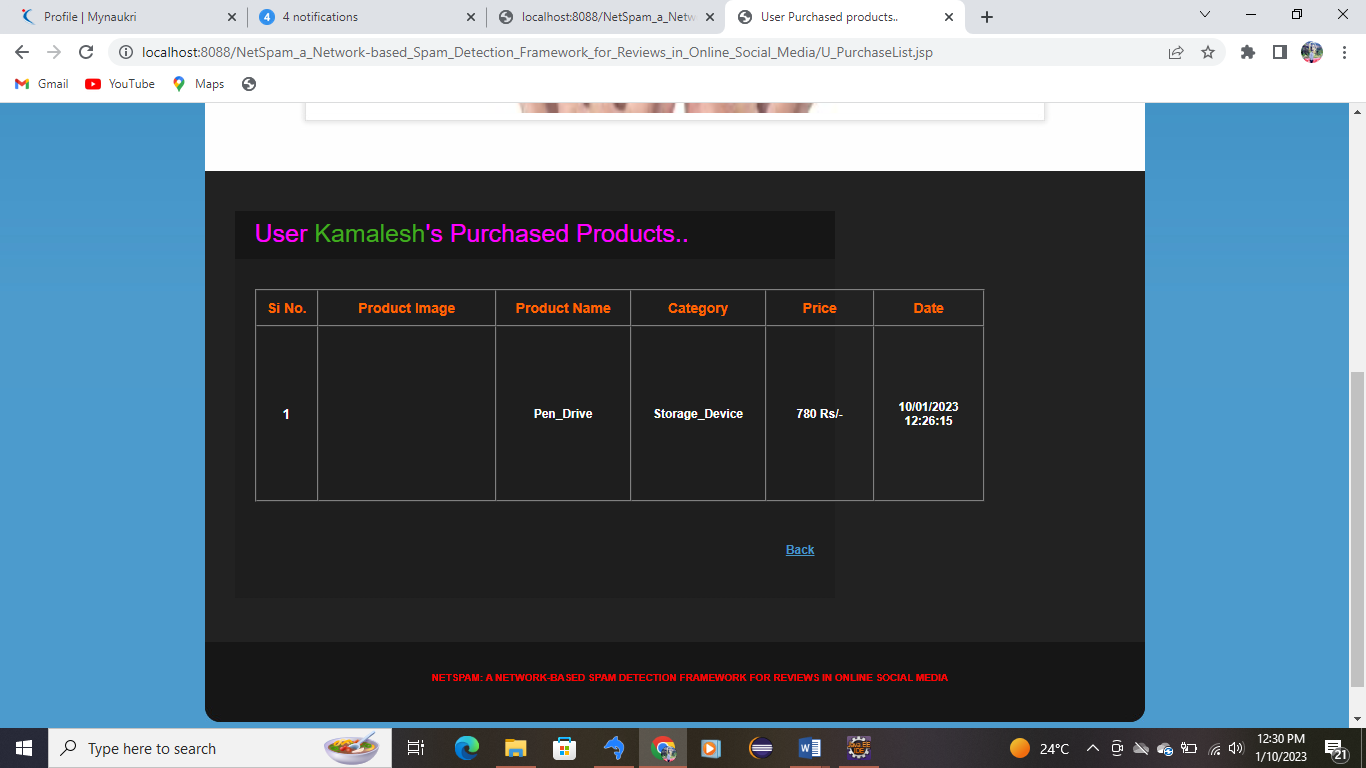 Profile | Mynaukri
4 4 notifications
localhost:8088/NetSpam_a_Netw
User Purchased products..
localhost:8088/NetSpam_a_Network-based_Spam_Detection_Framework_for_Reviews_in_Online_Social_Media/U_PurchaseList.jsp
Gmail YouTube Maps
User Kamalesh's Purchased Products..
Si No. Product Image Product Name Category Price Date
1 Pen_Drive Storage_Device 780 Rs/- 10/01/2023
12:26:15
Back
NETSPAM: A NETWORK-BASED SPAM DETECTION FRAMEWORK FOR REVIEWS IN ONLINE SOCIAL MEDIA
Type here to search
24°C
12:30 PM
1/10/2023
21